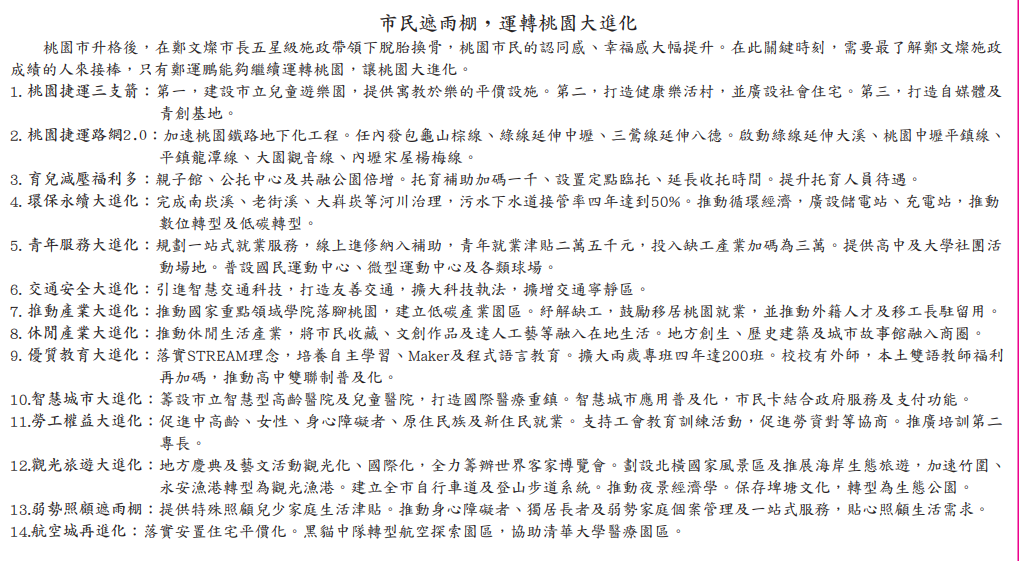 市民遮雨棚，運轉桃園大進化
桃園市升格後，在鄭文燦市長五星級施政帶領下脫胎換骨，桃園市民的認同感、幸福感大幅提升。在此關鍵時刻，需要最了解鄭文燦施政
成績的人來接棒，只有鄭運鵬能夠繼續運轉桃園，讓桃園大進化。
1. 桃園捷運三支箭：第一，建設市立兒童遊樂園，提供寓教於樂的平價設施。第二，打造健康樂活村，並廣設社會住宅。第三，打造自媒體及
青創基地。
2. 桃園捷運路網2.0：加速桃園鐵路地下化工程。任內發包龜山棕線、綠線延伸中壢、三鶯線延伸八德。啟動綠線延伸大溪、桃園中壢平鎮線、
平鎮龍潭線、大園觀音線、內壢宋屋楊梅線。
3. 育兒減壓福利多：親子館、公托中心及共融公園倍增。托育補助加碼一千、設置定點臨托、延長收托時間。提升托育人員待遇。
4. 環保永續大進化：完成南崁溪、老街溪、大嵙崁等河川治理，污水下水道接管率四年達到50%。推動循環經濟，廣設儲電站、充電站，推動
數位轉型及低碳轉型。
5. 青年服務大進化：規劃一站式就業服務，線上進修納入補助，青年就業津貼二萬五千元，投入缺工產業加碼為三萬。提供高中及大學社團活
動場地。普設國民運動中心、微型運動中心及各類球場。
6. 交通安全大進化：引進智慧交通科技，打造友善交通，擴大科技執法，擴增交通寧靜區。
7. 推動產業大進化：推動國家重點領域學院落腳桃園，建立低碳產業園區。紓解缺工，鼓勵移居桃園就業，並推動外籍人才及移工長駐留用。
8. 休閒產業大進化：推動休閒生活產業，將市民收藏、文創作品及達人工藝等融入在地生活。地方創生、歷史建築及城市故事館融入商圈。
9. 優質教育大進化：落實STREAM理念，培養自主學習、Maker及程式語言教育。擴大兩歲專班四年達200班。校校有外師，本土雙語教師福利
再加碼，推動高中雙聯制普及化。
10.智慧城市大進化：籌設市立智慧型高齡醫院及兒童醫院，打造國際醫療重鎮。智慧城市應用普及化，市民卡結合政府服務及支付功能。
11.勞工權益大進化：促進中高齡、女性、身心障礙者、原住民族及新住民就業。支持工會教育訓練活動，促進勞資對等協商。推廣培訓第二
專長。
12.觀光旅遊大進化：地方慶典及藝文活動觀光化、國際化，全力籌辦世界客家博覽會。劃設北橫國家風景區及推展海岸生態旅遊，加速竹圍、
永安漁港轉型為觀光漁港。建立全市自行車道及登山步道系統。推動夜景經濟學。保存埤塘文化，轉型為生態公園。
13.弱勢照顧遮雨棚：提供特殊照顧兒少家庭生活津貼。推動身心障礙者、獨居長者及弱勢家庭個案管理及一站式服務，貼心照顧生活需求。
14.航空城再進化：落實安置住宅平價化。黑貓中隊轉型航空探索園區，協助清華大學醫療園區。